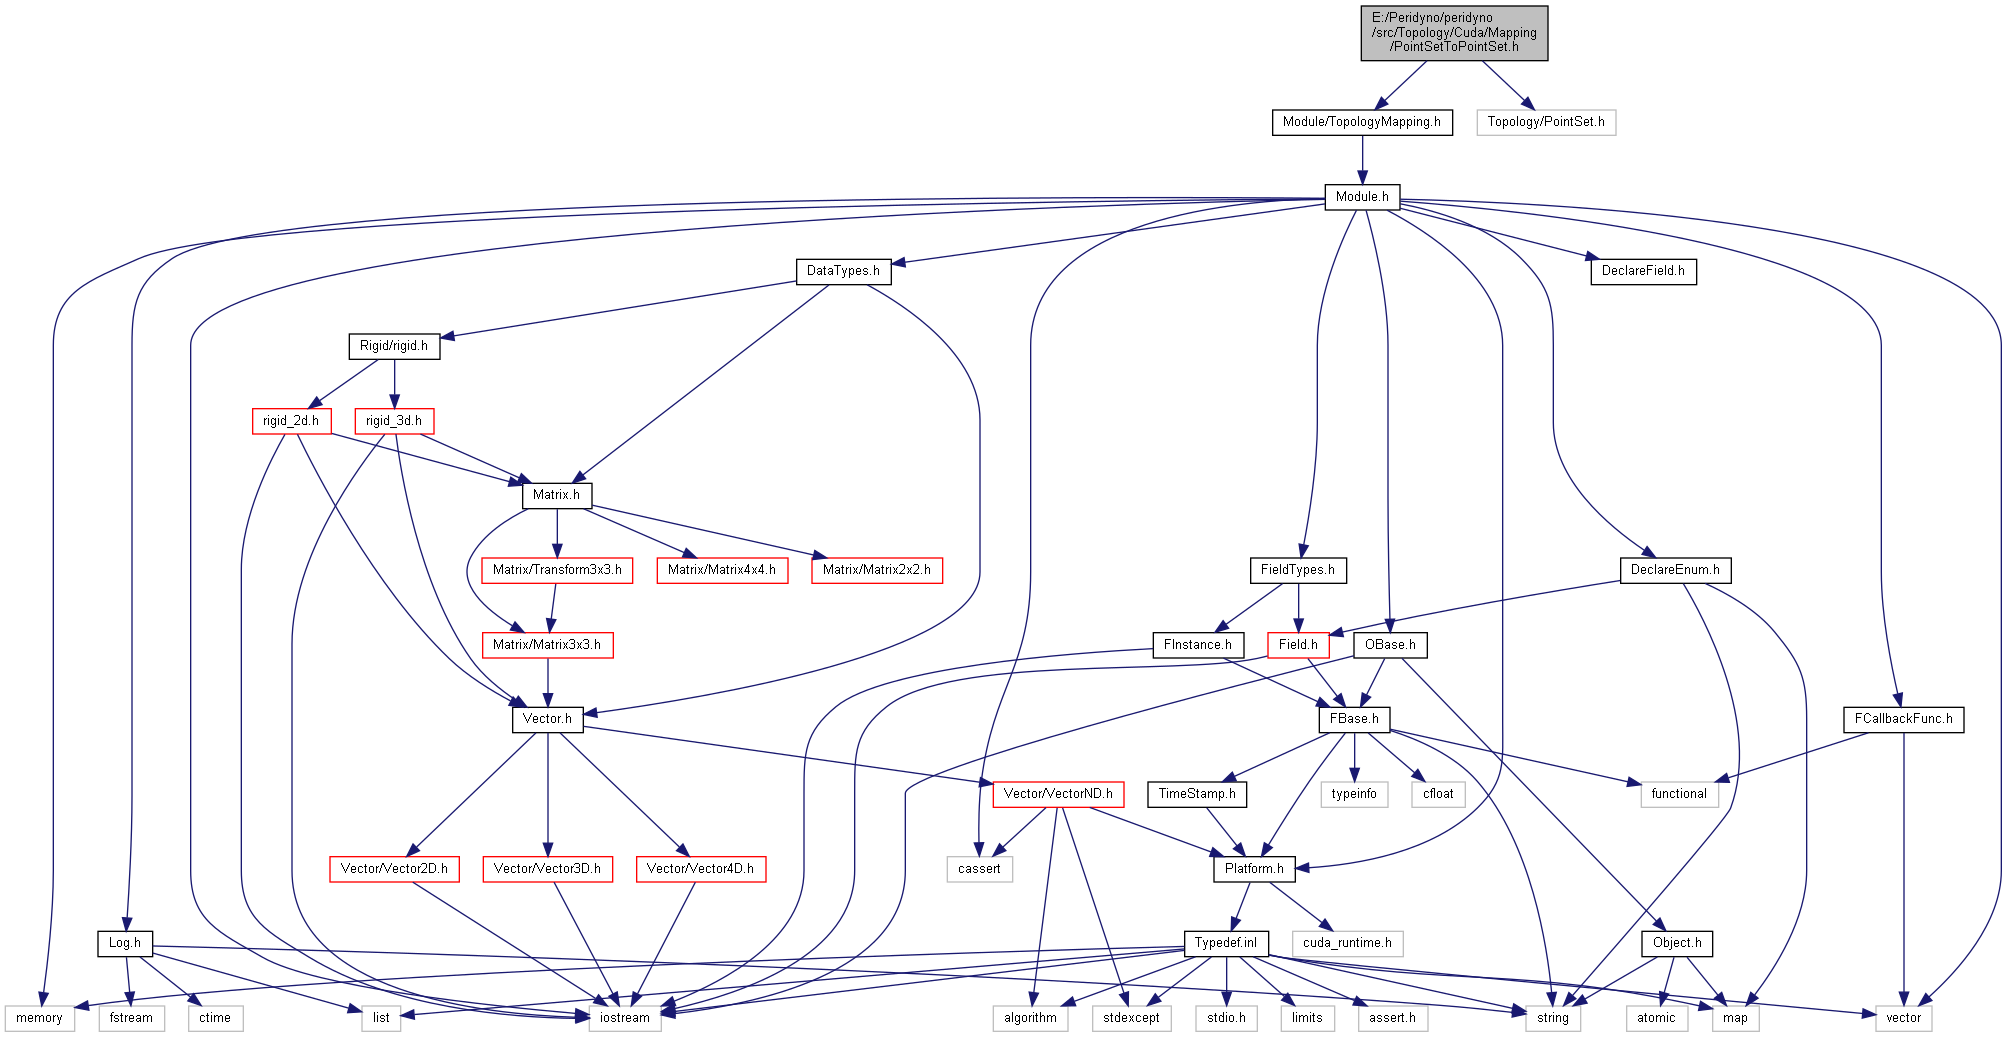 E:/Peridyno/peridyno
/src/Topology/Cuda/Mapping
/PointSetToPointSet.h
Module/TopologyMapping.h
Topology/PointSet.h
Module.h
DataTypes.h
DeclareField.h
Rigid/rigid.h
rigid_2d.h
rigid_3d.h
Matrix.h
Matrix/Transform3x3.h
Matrix/Matrix4x4.h
Matrix/Matrix2x2.h
FieldTypes.h
DeclareEnum.h
Matrix/Matrix3x3.h
FInstance.h
Field.h
OBase.h
Vector.h
FBase.h
FCallbackFunc.h
Vector/VectorND.h
TimeStamp.h
typeinfo
cfloat
functional
Vector/Vector2D.h
Vector/Vector3D.h
Vector/Vector4D.h
cassert
Platform.h
Log.h
Typedef.inl
cuda_runtime.h
Object.h
memory
fstream
ctime
list
iostream
algorithm
stdexcept
stdio.h
limits
assert.h
string
atomic
map
vector